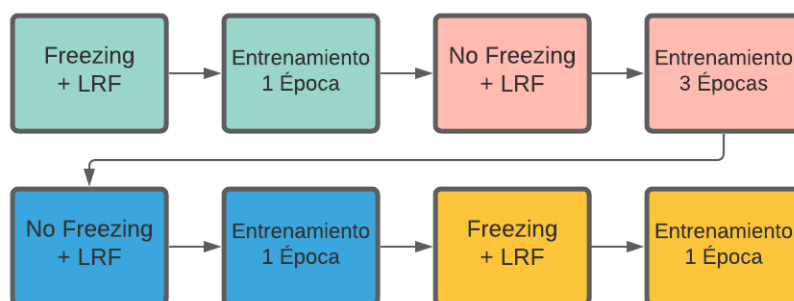 Freezing
+ LRF
Entrenamiento
1 Época
No Freezing
+ LRF
Entrenamiento
3 Épocas
No Freezing
+ LRF
Entrenamiento
1 Época
Freezing
+ LRF
Entrenamiento
1 Época